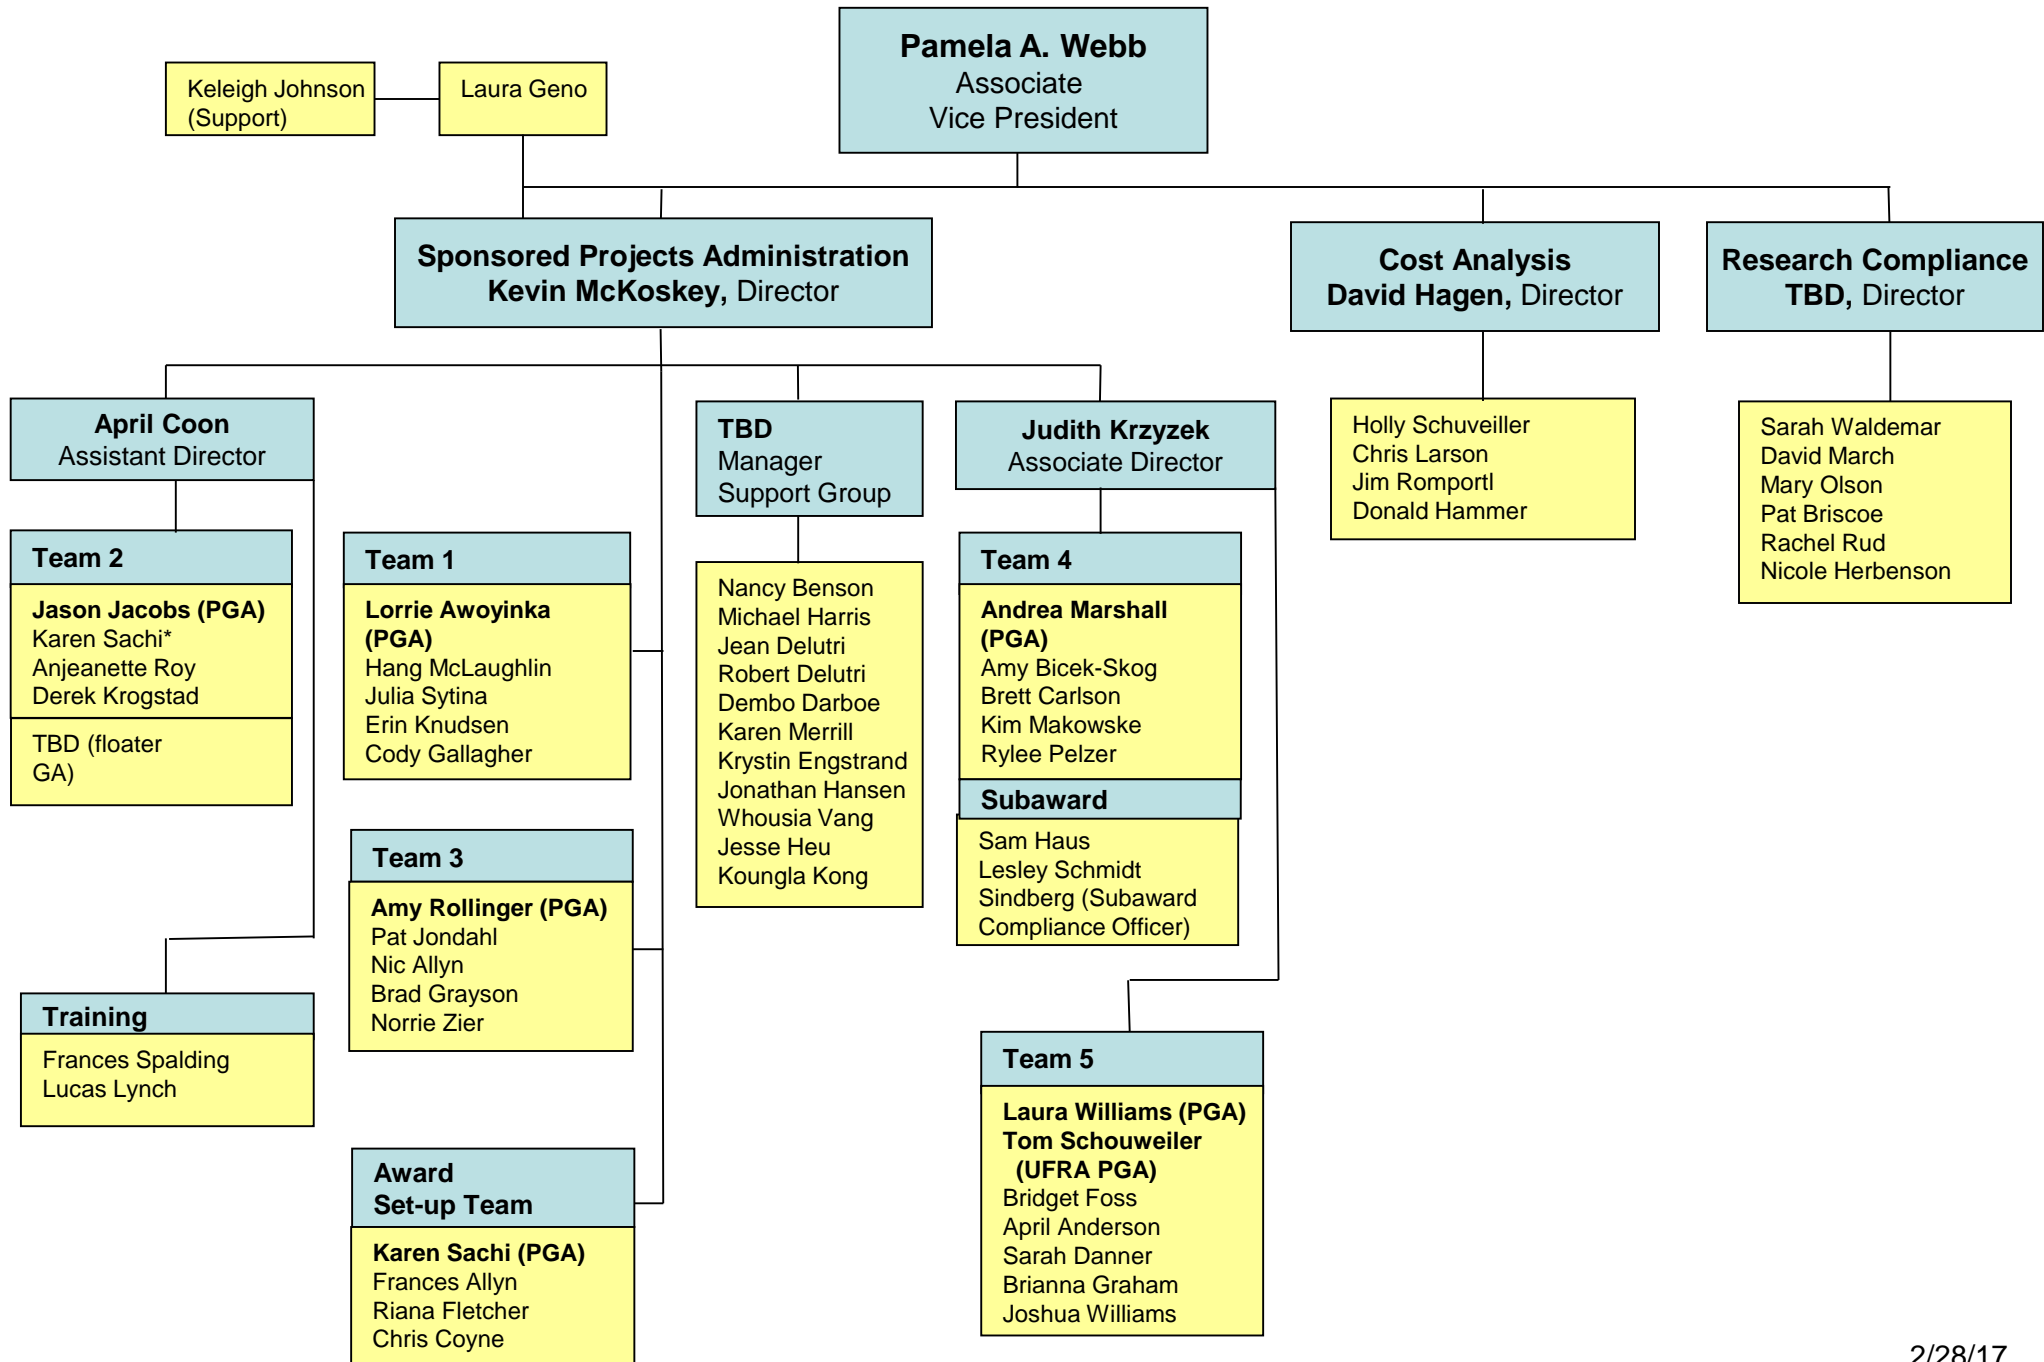 Pamela A. Webb
Associate
Vice President
Keleigh Johnson
(Support)
Laura Geno
Sponsored Projects Administration
Kevin McKoskey, Director
Cost Analysis
David Hagen, Director
Research Compliance
TBD, Director
April Coon
Assistant Director
TBD
Manager
Support Group
Judith Krzyzek
Associate Director
Holly Schuveiller
Chris Larson
Jim Romportl
Donald Hammer
Sarah Waldemar
David March
Mary Olson
Pat Briscoe
Rachel Rud
Nicole Herbenson
Team 2
Jason Jacobs (PGA)
Karen Sachi*
Anjeanette Roy
Derek Krogstad
TBD (floater
GA)
Team 1
Lorrie Awoyinka
(PGA)
Hang McLaughlin
Julia Sytina
Erin Knudsen
Cody Gallagher
Nancy Benson
Michael Harris
Jean Delutri
Robert Delutri
Dembo Darboe
Karen Merrill
Krystin Engstrand
Jonathan Hansen
Whousia Vang
Jesse Heu
Koungla Kong
Team 4
Andrea Marshall
(PGA)
Amy Bicek-Skog
Brett Carlson
Kim Makowske
Rylee Pelzer
Subaward
Sam Haus
Lesley Schmidt
Sindberg (Subaward
Compliance Officer)
Team 3
Amy Rollinger (PGA)
Pat Jondahl
Nic Allyn
Brad Grayson
Norrie Zier
Training
Frances Spalding
Lucas Lynch
Team 5
Laura Williams (PGA)
Tom Schouweiler
(UFRA PGA)
Bridget Foss
April Anderson
Sarah Danner
Brianna Graham
Joshua Williams
Award
Set-up Team
Karen Sachi (PGA)
Frances Allyn
Riana Fletcher
Chris Coyne
2/28/17